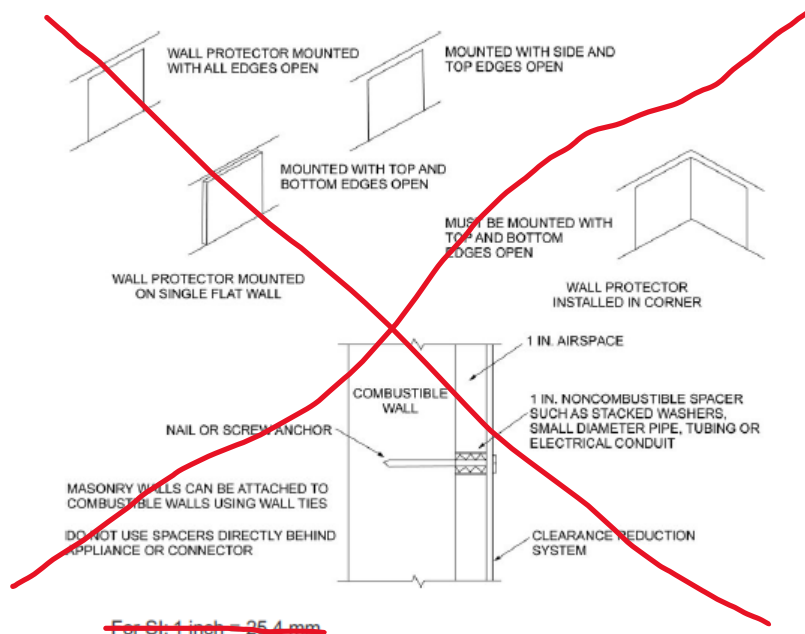 WALL PROTECTOR MOUNTED
WITH ALL EDGES OPEN
MOUNTED WITH SIDE AND
TOP EDGES OPEN
MOUNTED WITH TOP AND
BOTTOM EDGES OPEN
MUST BE MOUNTED WITH
TOP AND BOTTOM
EDGES OPEN
WALL PROTECTOR MOUNTED
ON SINGLE FLAT WALL
WALL PROTECTOR
INSTALLED IN CORNER
1 IN. AIRSPACE
COMBUSTIBLE
WALL
1 IN. NONCOMBUSTIBLE SPACER
SUCH AS STACKED WASHERS,
SMALL DIAMETER PIPE, TUBING OR
ELECTRICAL CONDUIT
NAIL OR SCREW ANCHOR
MASONRY WALLS CAN BE ATTACHED TO
COMBUSTIBLE WALLS USING WALL TIES
DO NOT USE SPACERS DIRECTLY BEHIND
APPLIANCE OR CONNECTOR
CLEARANCE REDUCTION
SYSTEM
For SI: 1 inch = 25.4 mm